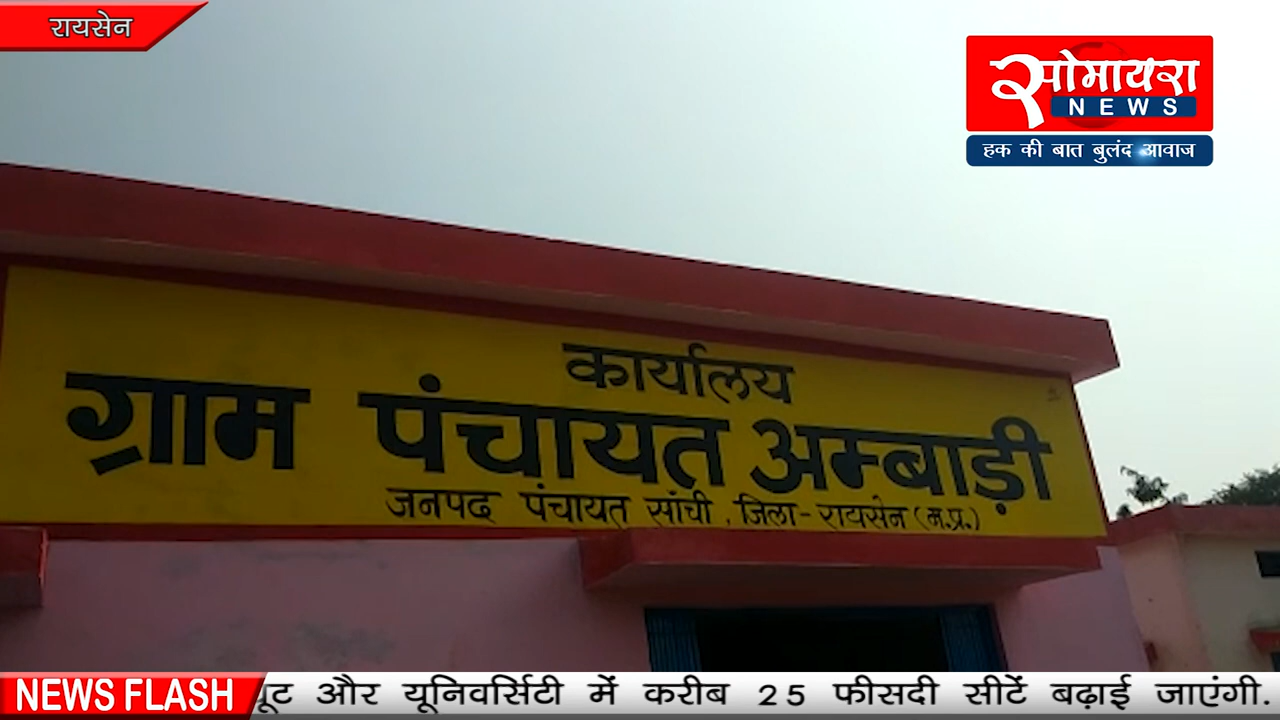 रायसेन
सोमायरा
NEWS
हक की बात बुलंद आवाज
कार्यालय
ग्राम पंचायत अम्बाड़ी
जनपद पंचायत सांची, जिला-रायसेन (म.प्र.)
NEWS FLASH
और यूनिवर्सिटी में करीब 25 फीसदी सीटें बढ़ाई जाएंगी.